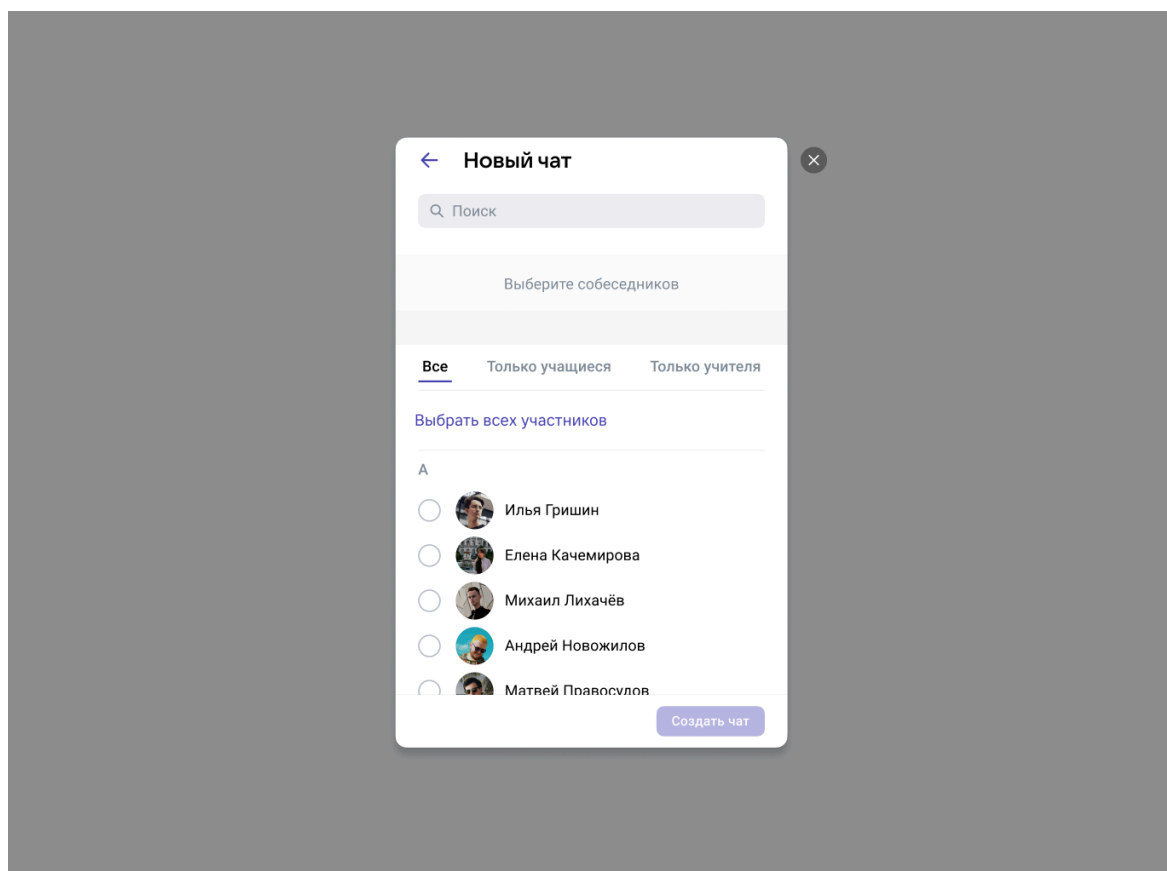 Новый чат
Поиск
Выберите собеседников
Все Только учащиеся Только учителя
Выбрать всех участников
А
Илья Гришин
Елена Качемирова
Михаил Лихачёв
Андрей Новожилов
Матвей Правосудов
Создать чат